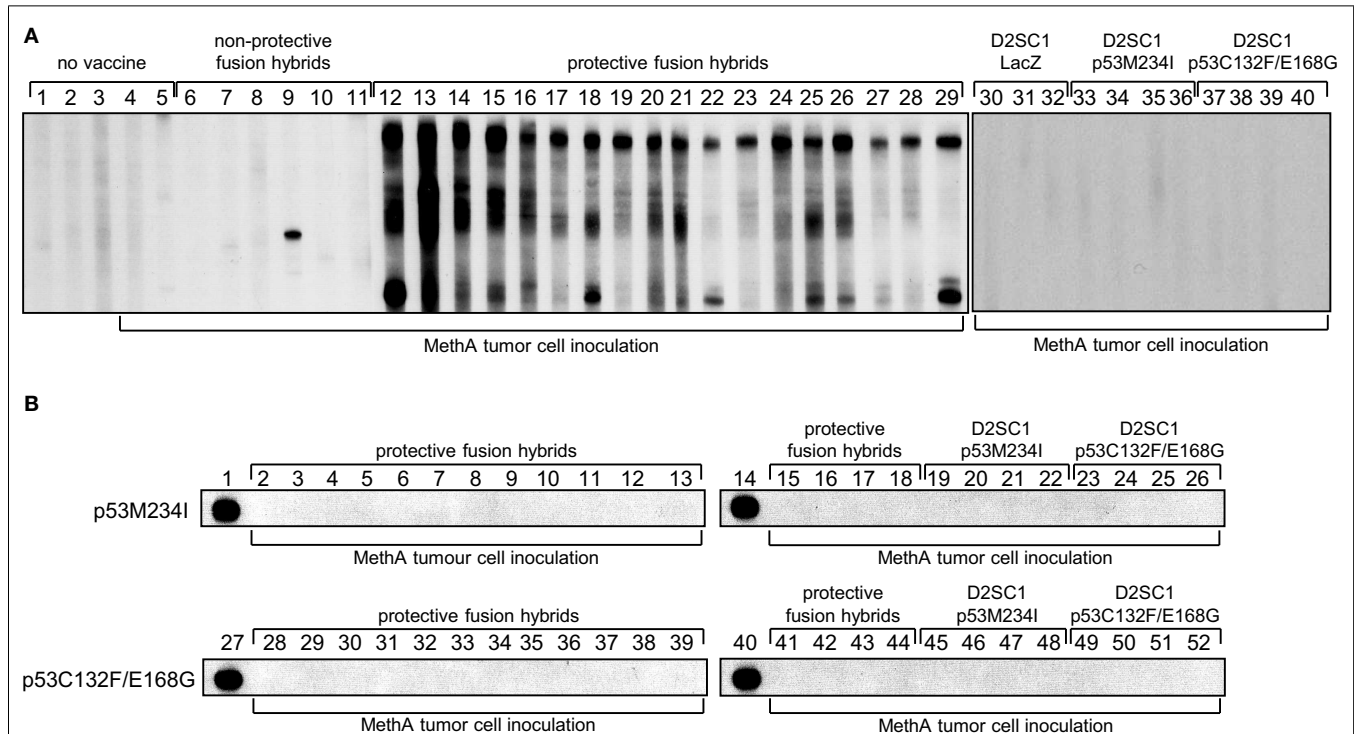 A
no vaccine
non-protective
fusion hybrids
protective fusion hybrids
D2SC1
LacZ
D2SC1
p53M234I
D2SC1
p53C132F/E168G
1 2 3 4 5 6 7 8 9 10 11 12 13 14 15 16 17 18 19 20 21 22 23 24 25 26 27 28 29 30 31 32 33 34 35 36 37 38 39 40
MethA tumor cell inoculation
MethA tumor cell inoculation
B
protective fusion hybrids
protective
fusion hybrids
D2SC1
p53M234I
D2SC1
p53C132F/E168G
1 2 3 4 5 6 7 8 9 10 11 12 13 14 15 16 17 18 19 20 21 22 23 24 25 26
p53M234I
MethA tumour cell inoculation
MethA tumor cell inoculation
protective fusion hybrids
protective
fusion hybrids
D2SC1
p53M234I
D2SC1
p53C132F/E168G
27 28 29 30 31 32 33 34 35 36 37 38 39 40 41 42 43 44 45 46 47 48 49 50 51 52
p53C132F/E168G
MethA tumor cell inoculation
MethA tumor cell inoculation